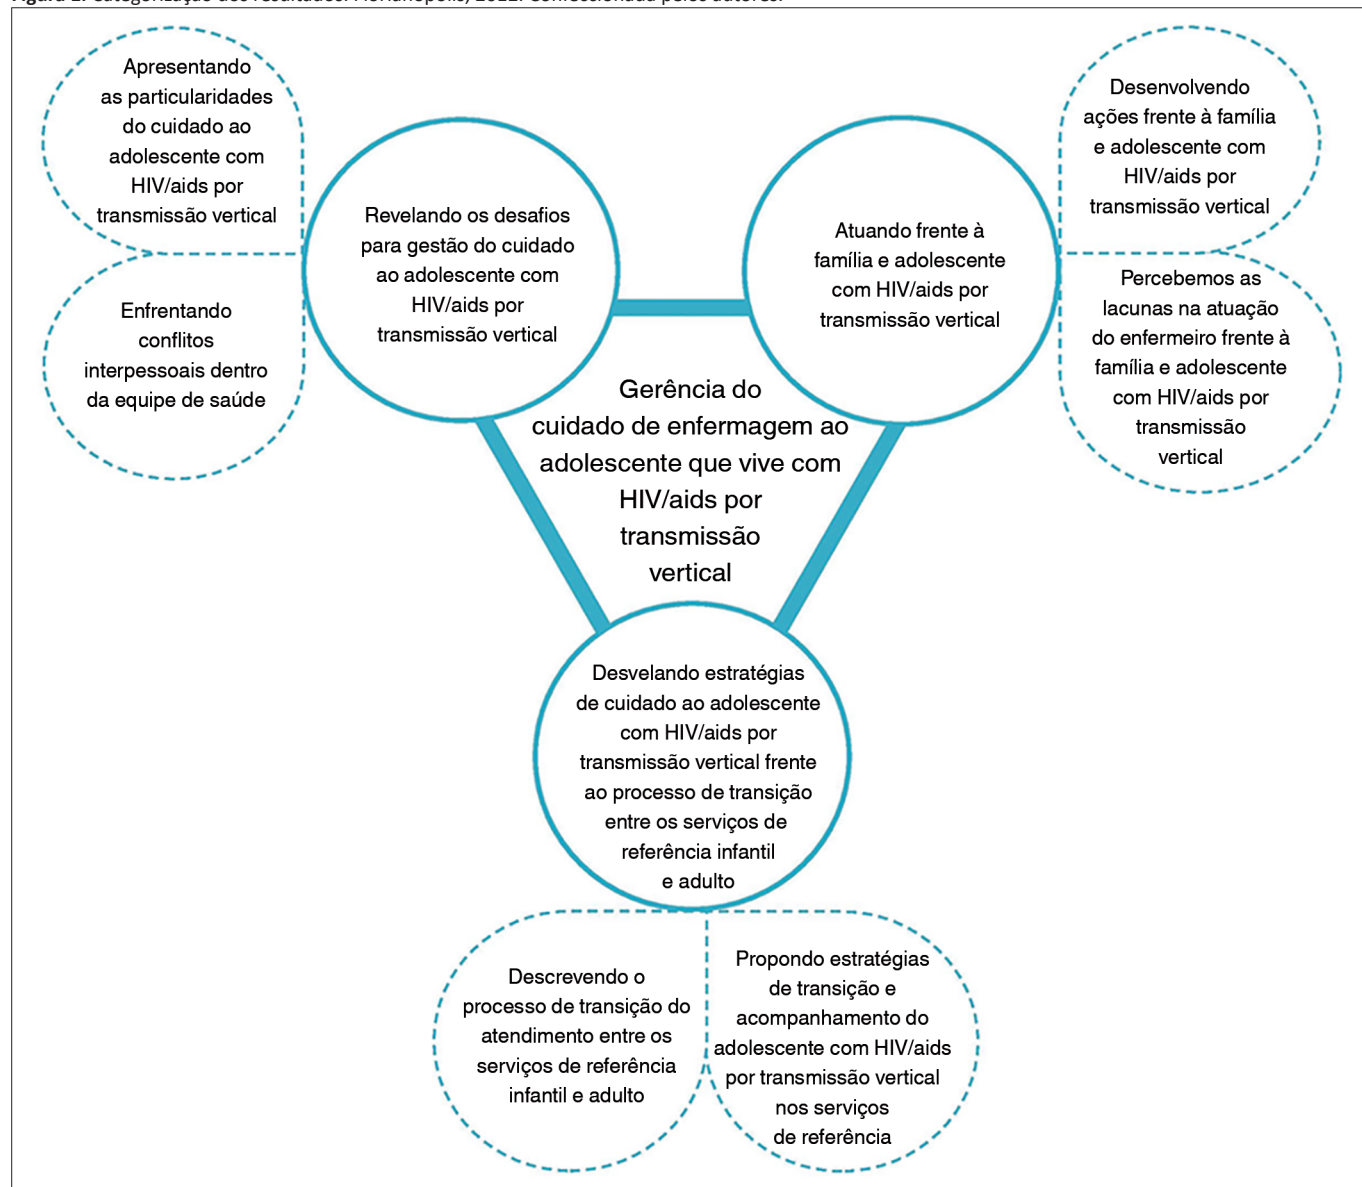 Apresentando
as particularidades
do cuidado ao
adolescente com
HIV/aids por
transmissão vertical
Enfrentando
conflitos
interpessoais dentro
da equipe de saúde
Revelando os desafios
para gestão do cuidado
ao adolescente com
HIV/aids por
transmissão vertical
Atuando frente à
família e adolescente
com HIV/aids por
transmissão vertical
Desenvolvendo
ações frente à família
e adolescente com
HIV/aids por
transmissão vertical
Percebemos as
lacunas na atuação
do enfermeiro frente à
família e adolescente
com HIV/aids por
transmissão
vertical
Gerência do
cuidado de enfermagem ao
adolescente que vive com
HIV/aids por
transmissão
vertical
Desvelando estratégias
de cuidado ao adolescente
com HIV/aids por
transmissão vertical frente
ao processo de transição
entre os serviços de
referência infantil
e adulto
Descrevendo o
processo de transição do
atendimento entre os
serviços de referência
infantil e adulto
Propondo estratégias
de transição e
acompanhamento do
adolescente com HIV/aids
por transmissão vertical
nos serviços
de referência